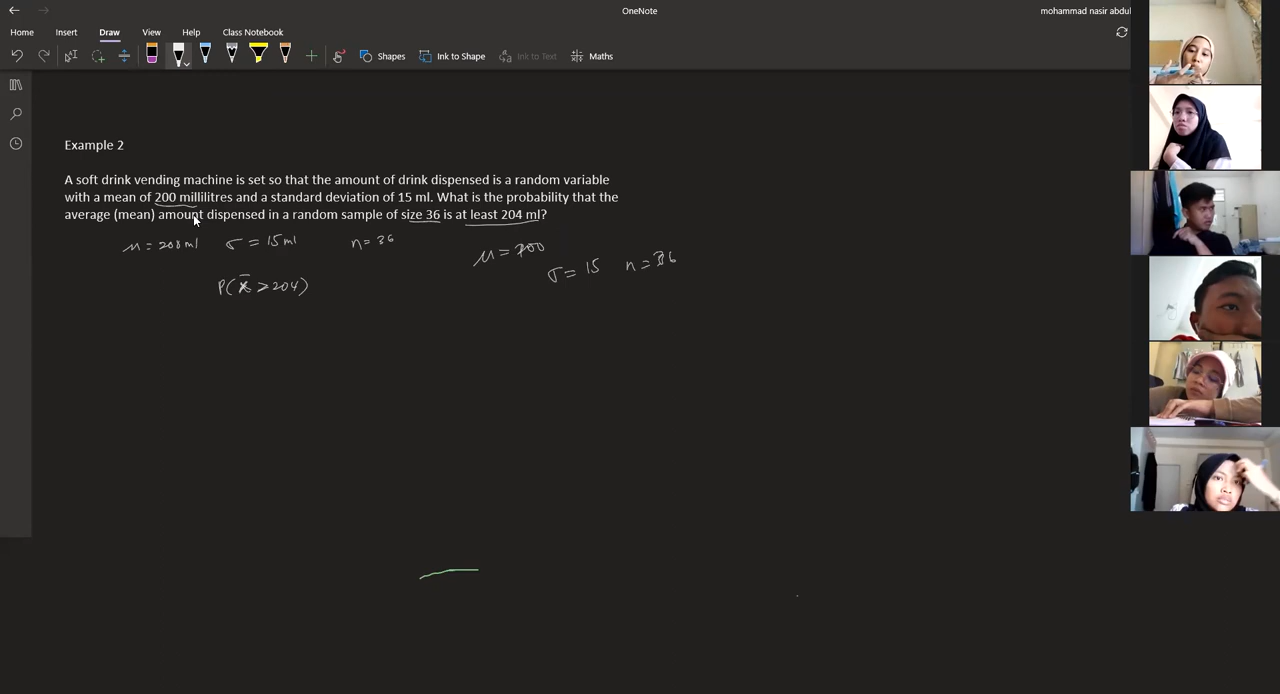 OneNote
mohammad nasir abdul
Home Insert Draw View Help Class Notebook
Shapes Ink to Shape Ink to Text Maths
Example 2
A soft drink vending machine is set so that the amount of drink dispensed is a random variable
with a mean of 200 millilitres and a standard deviation of 15 ml. What is the probability that the
average (mean) amount dispensed in a random sample of size 36 is at least 204 ml?
μ = 200 ml σ = 15 ml n = 36
μ = 200
σ = 15 n = 36
P(x̄ > 204)